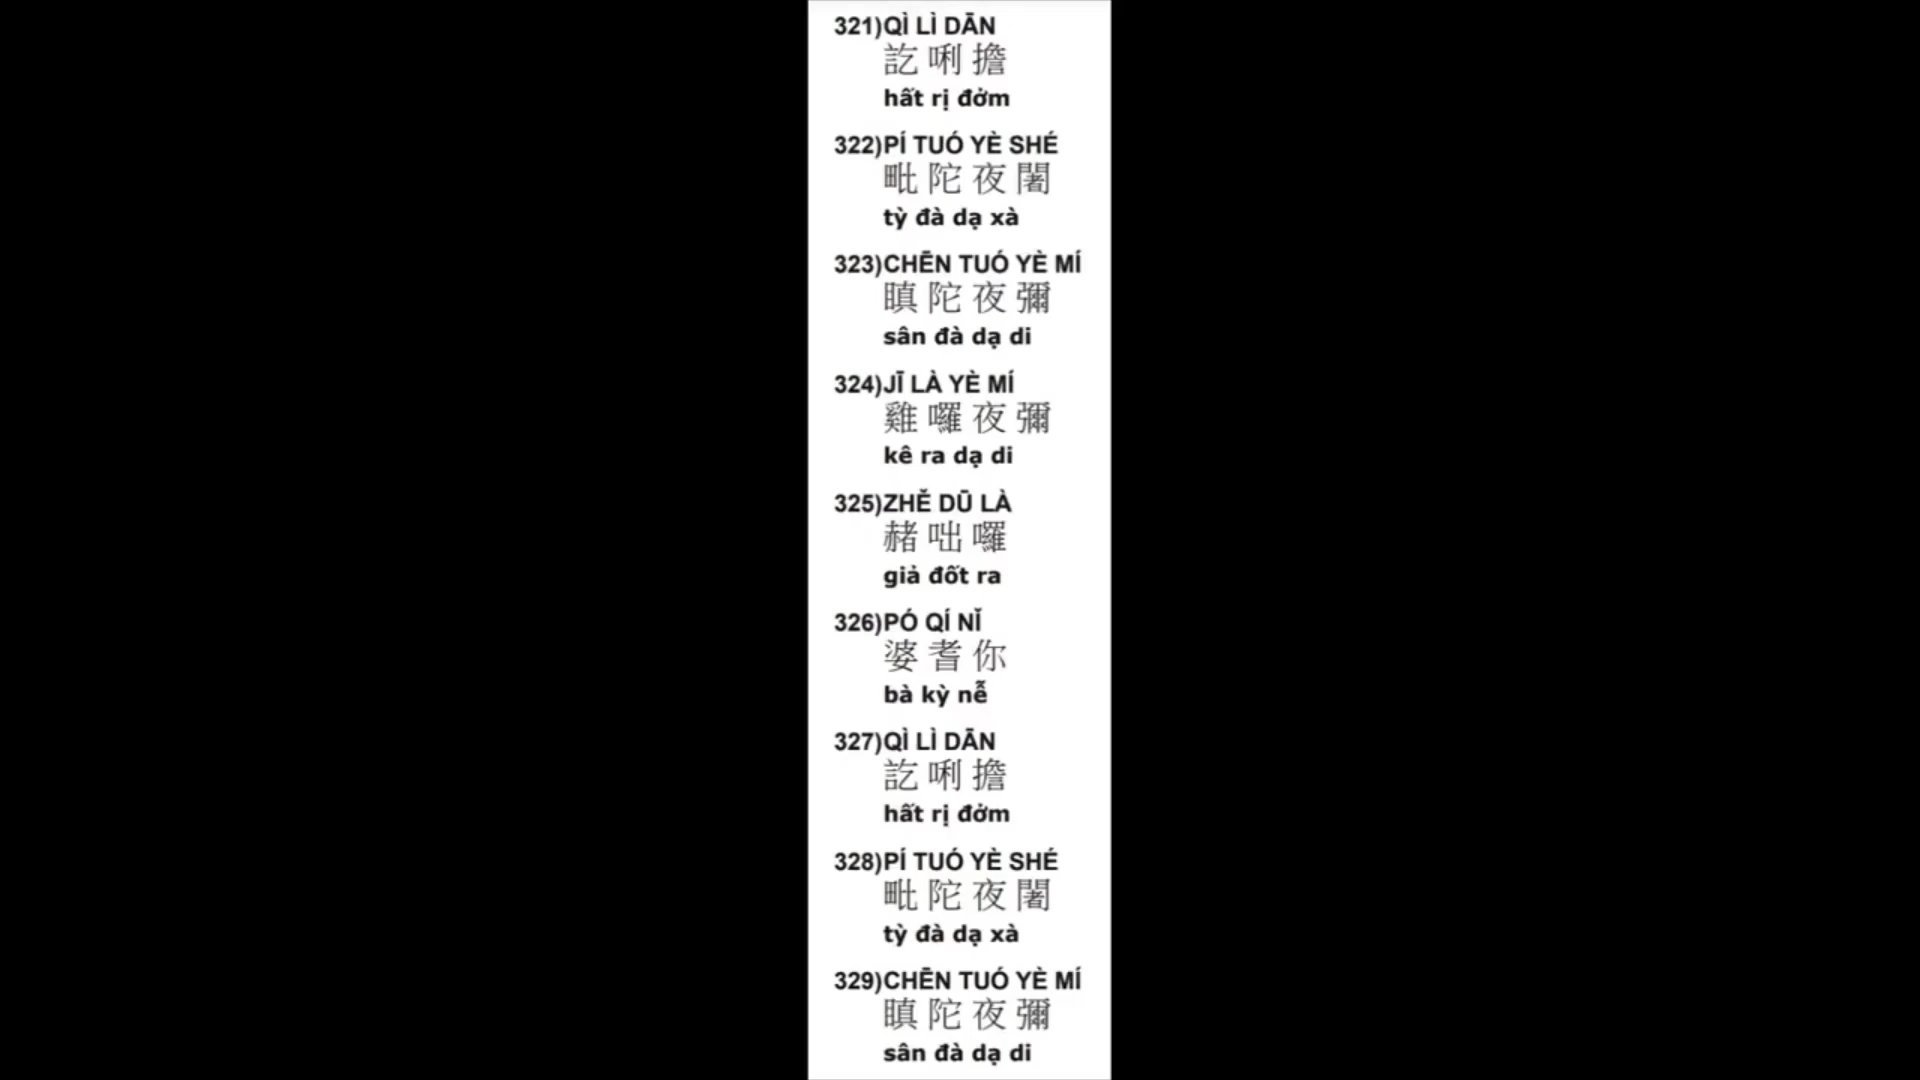 321)QÌ LÌ DĀN
訖 唎 擔
hất rị đởm
322)PÍ TUÓ YÈ SHÉ
毗 陀 夜 闍
tỳ đà dạ xà
323)CHĒN TUÓ YÈ MÍ
瞋 陀 夜 彌
sân đà dạ di
324)JĪ LÀ YÈ MÍ
雞 囉 夜 彌
kê ra dạ di
325)ZHĚ DŪ LÀ
赭 咄 囉
giả đốt ra
326)PÓ QÍ NǏ
婆 耆 你
bà kỳ nễ
327)QÌ LÌ DĀN
訖 唎 擔
hất rị đởm
328)PÍ TUÓ YÈ SHÉ
毗 陀 夜 闍
tỳ đà dạ xà
329)CHĒN TUÓ YÈ MÍ
瞋 陀 夜 彌
sân đà dạ di